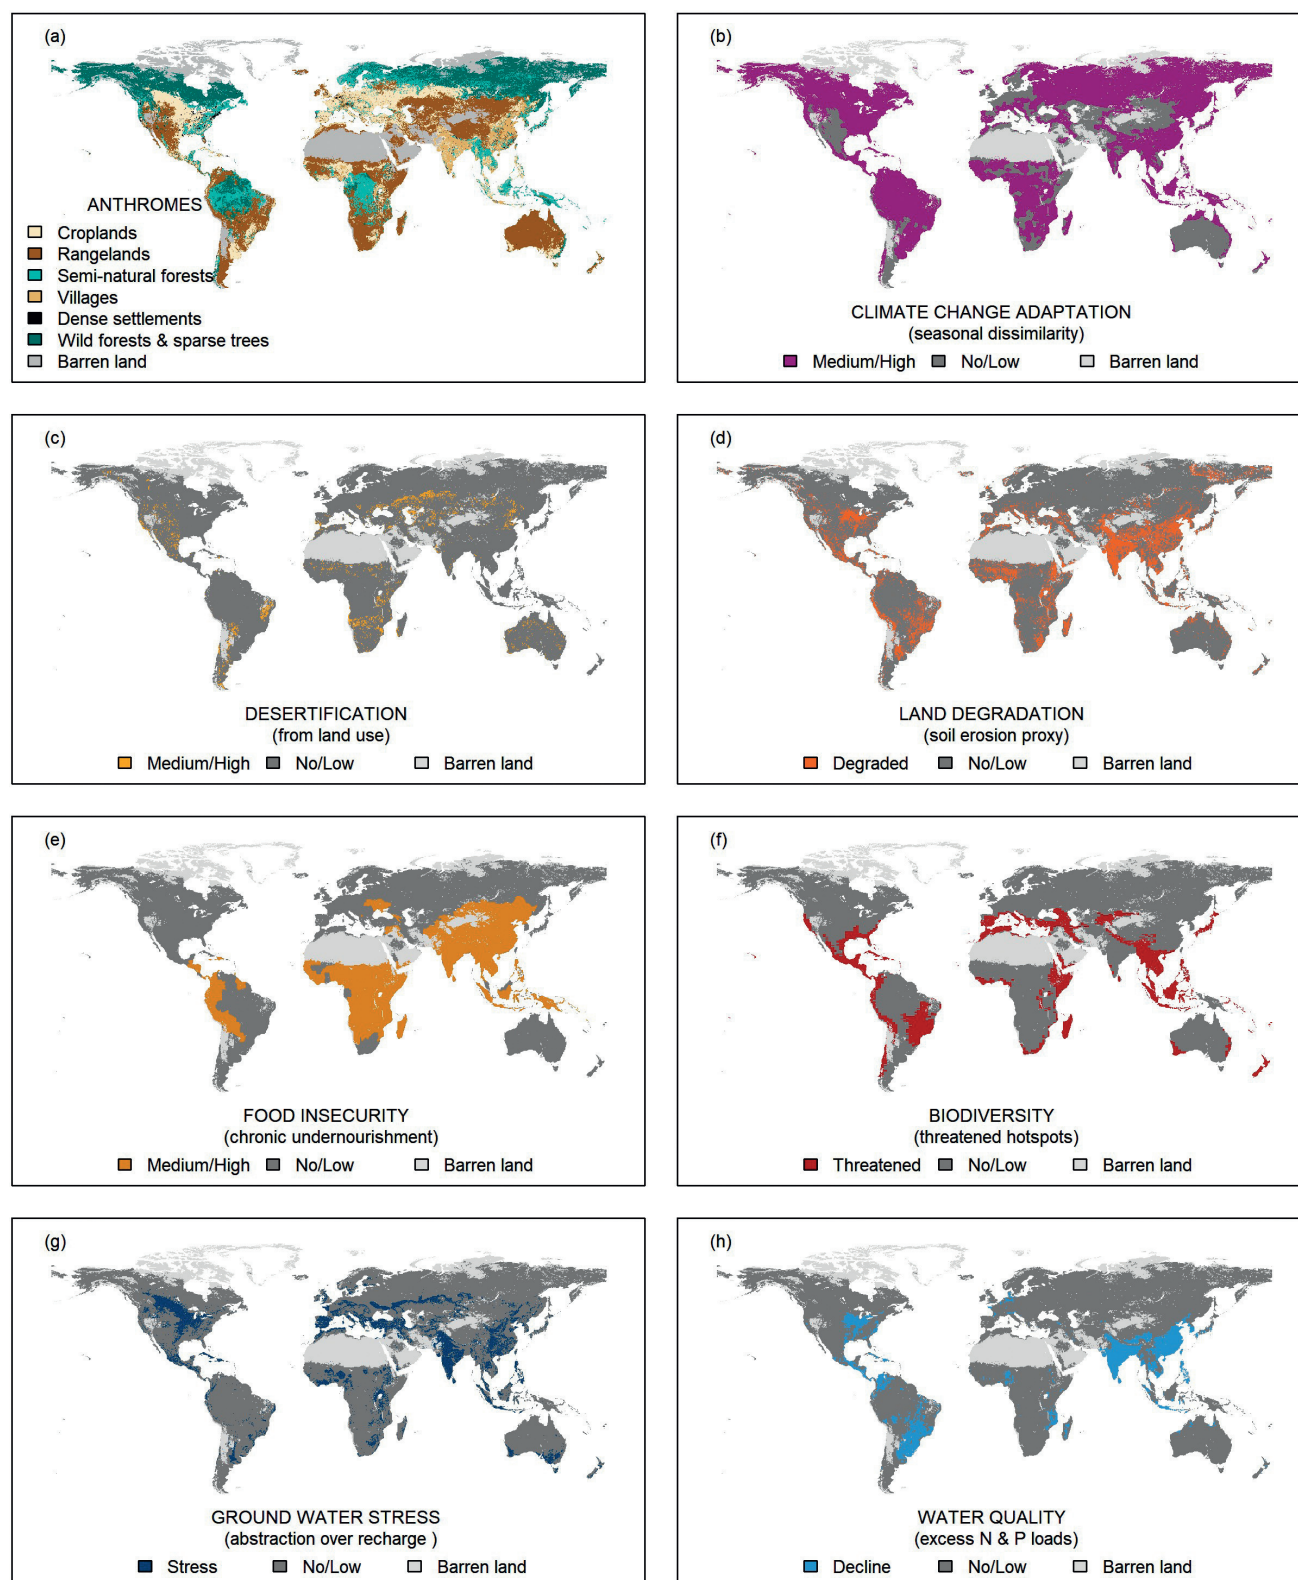 (a)
ANTHROMES
Croplands
Rangelands
Semi-natural forests
Villages
Dense settlements
Wild forests & sparse trees
Barren land
(b)
CLIMATE CHANGE ADAPTATION
(seasonal dissimilarity)
Medium/High No/Low Barren land
(c)
DESERTIFICATION
(from land use)
Medium/High No/Low Barren land
(d)
LAND DEGRADATION
(soil erosion proxy)
Degraded No/Low Barren land
(e)
FOOD INSECURITY
(chronic undernourishment)
Medium/High No/Low Barren land
(f)
BIODIVERSITY
(threatened hotspots)
Threatened No/Low Barren land
(g)
GROUND WATER STRESS
(abstraction over recharge )
Stress No/Low Barren land
(h)
WATER QUALITY
(excess N & P loads)
Decline No/Low Barren land